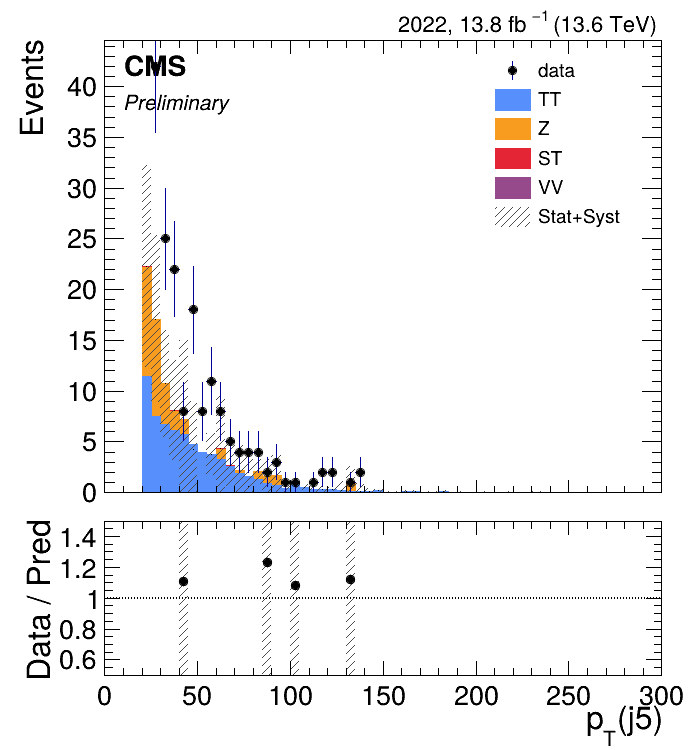 2022, 13.8 fb⁻¹ (13.6 TeV)
CMS
Preliminary
Events
data
TT
Z
ST
VV
Stat+Syst
40
35
30
25
20
15
10
5
0
Data / Pred
1.4
1.2
1
0.8
0.6
0 50 100 150 200 250 300
p_T(j5)